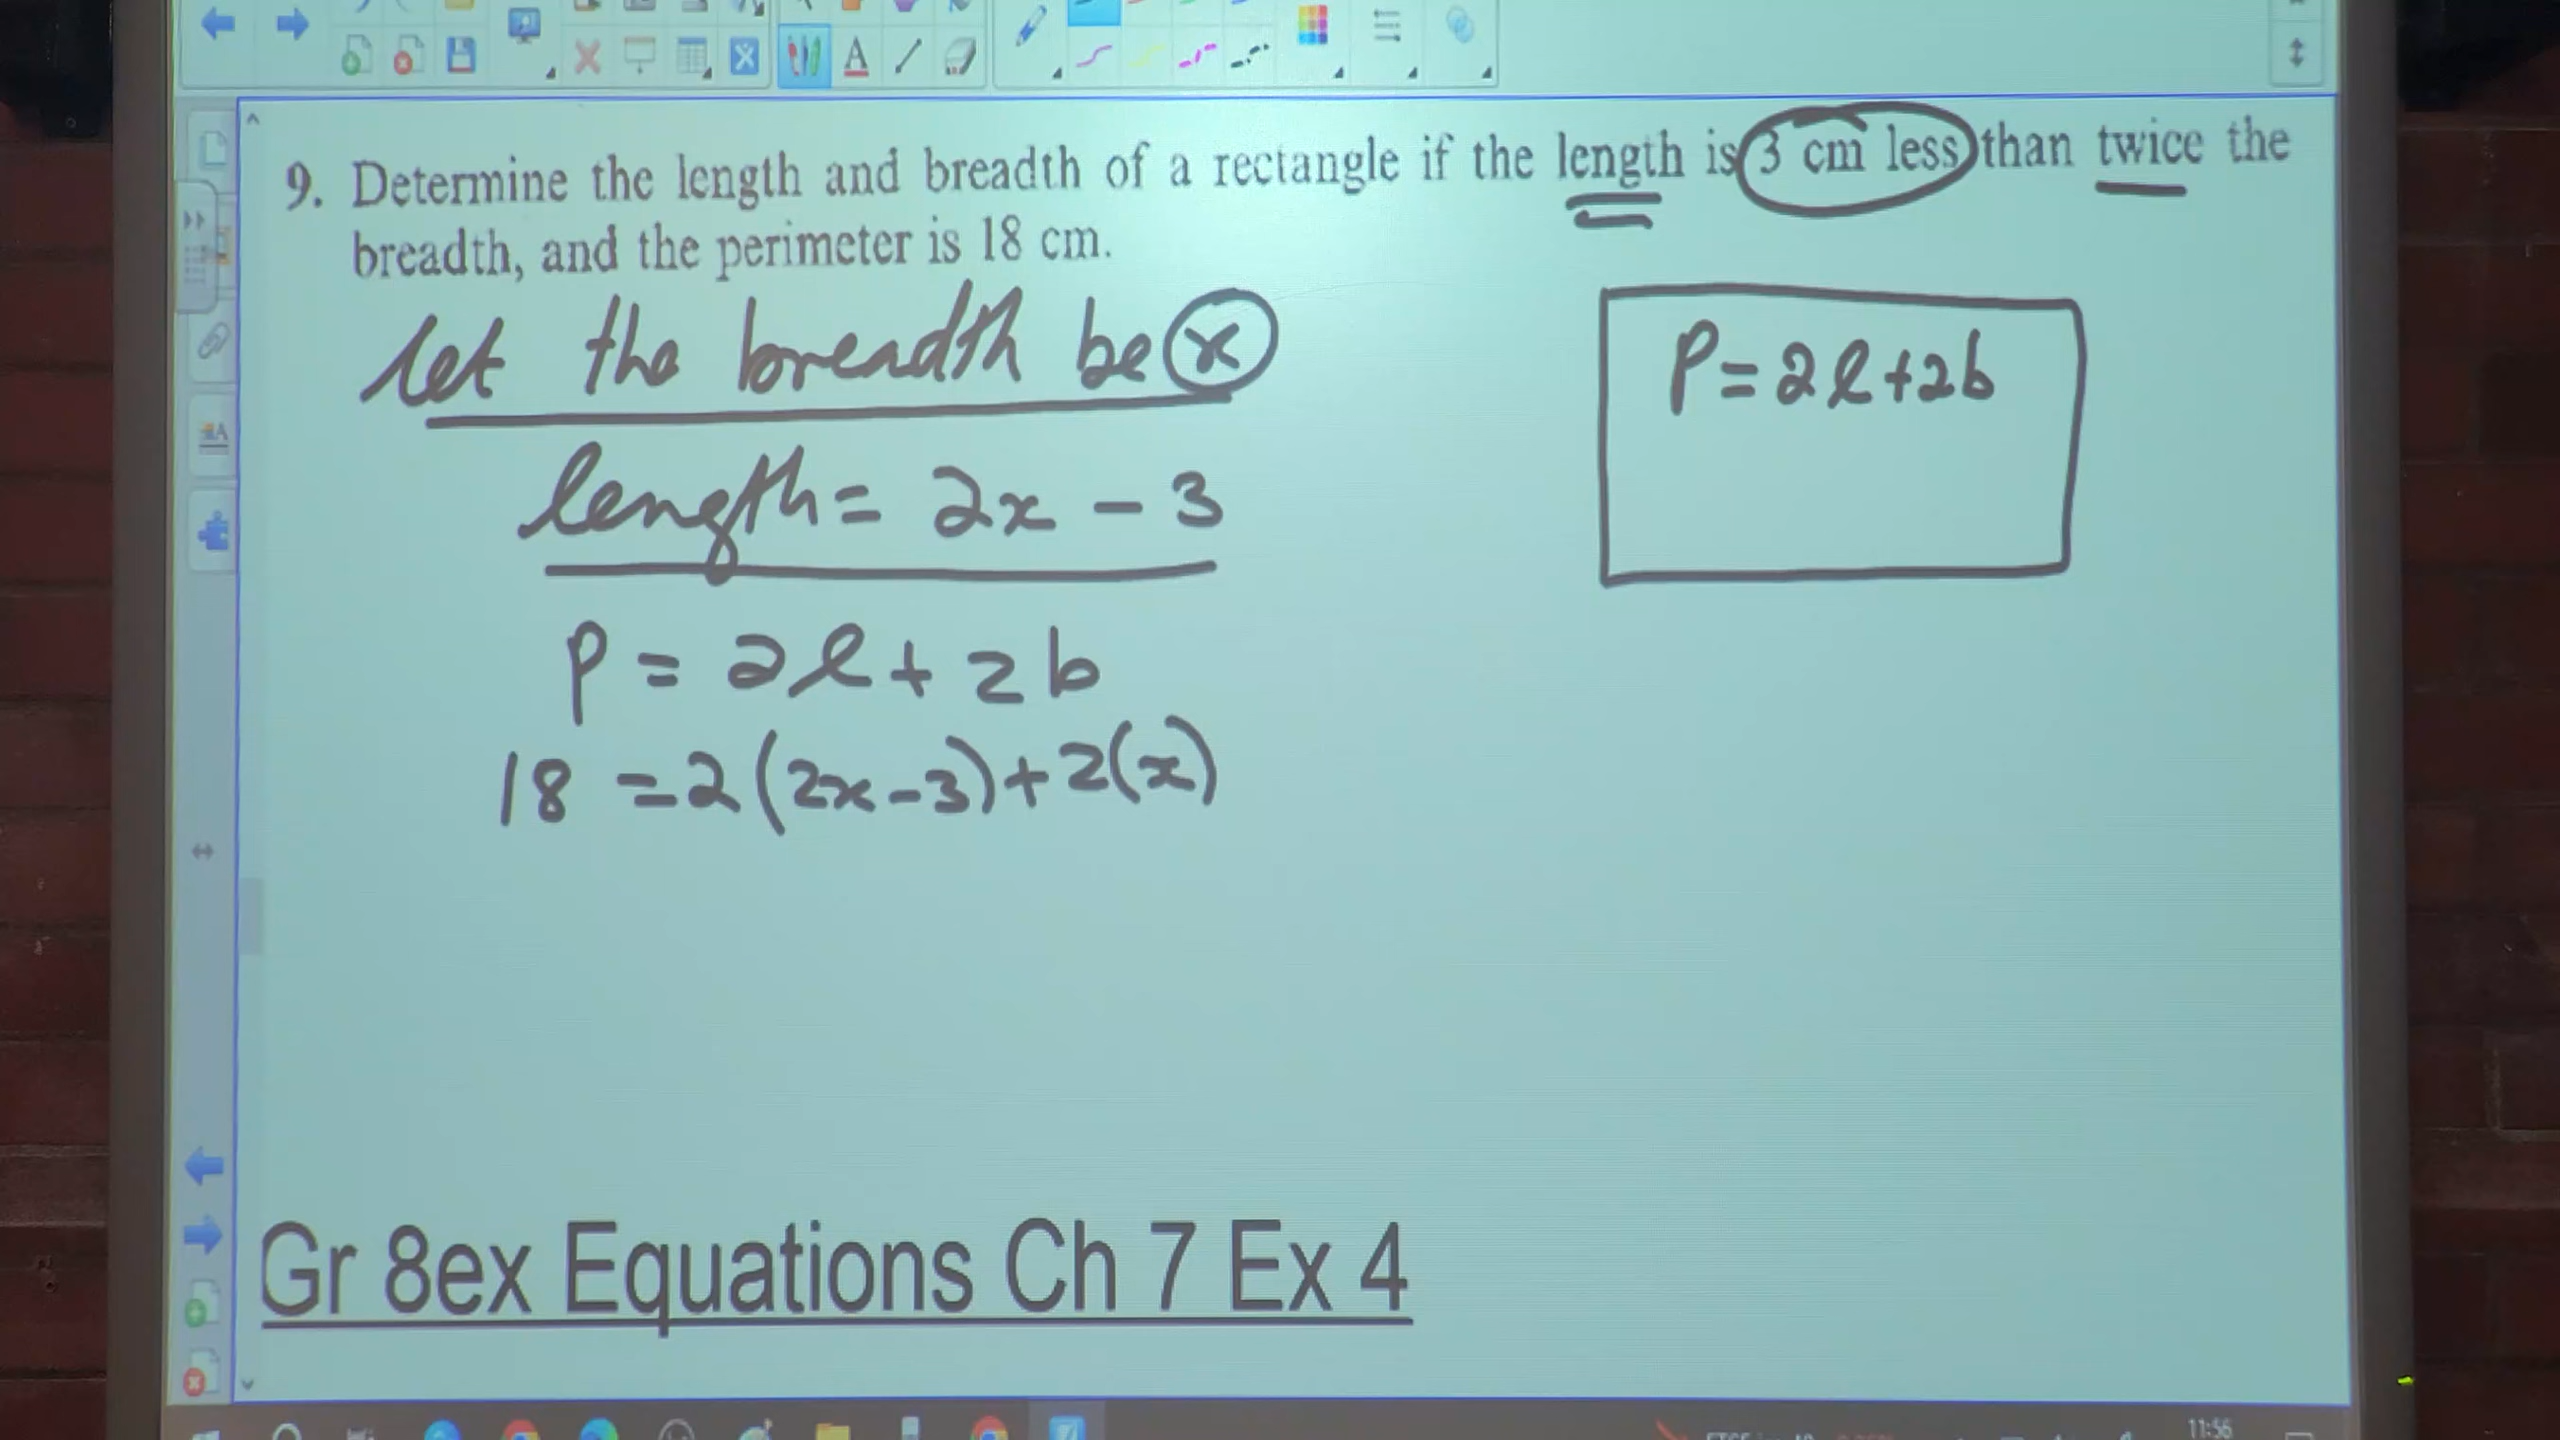 9. Determine the length and breadth of a rectangle if the length is 3 cm less than twice the
breadth, and the perimeter is 18 cm.
let the breadth be x
P = 2l + 2b
length = 2x - 3
P = 2l + 2b
18 = 2(2x - 3) + 2(x)
Gr 8ex Equations Ch 7 Ex 4
11:56